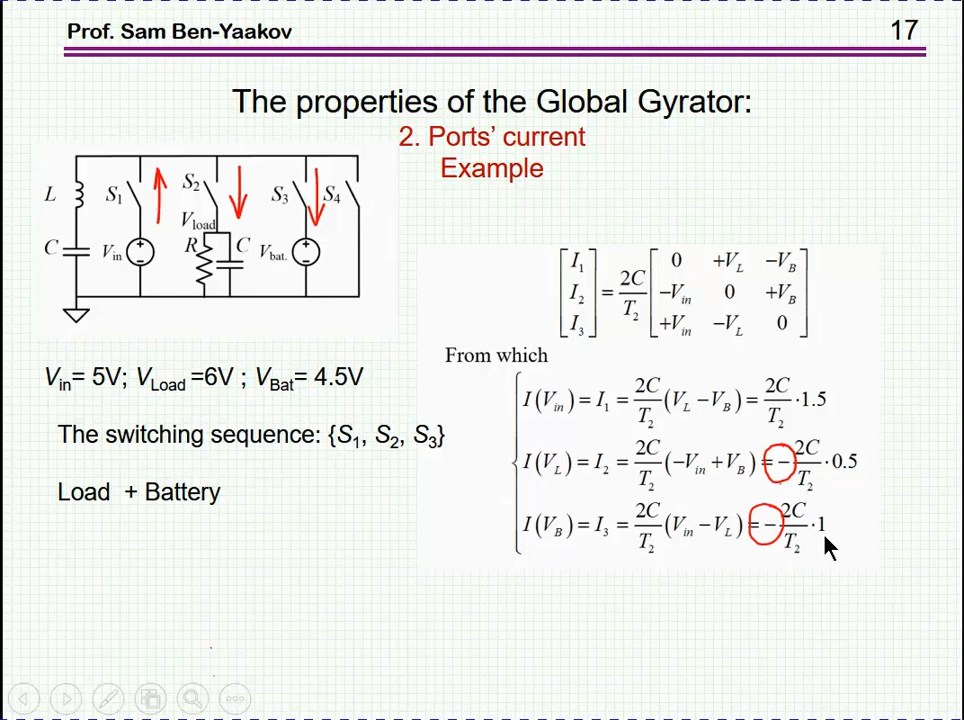 Prof. Sam Ben-Yaakov
17
The properties of the Global Gyrator:
2. Ports' current
Example
L
C
S₁
V_in
S₂
V_load
R
C
S₃
V_bat.
S₄
[I₁; I₂; I₃] = 2C/T₂ [0 +V_L −V_B; −V_in 0 +V_B; +V_in −V_L 0]
From which
I(V_in) = I₁ = 2C/T₂ (V_L − V_B) = 2C/T₂ · 1.5
I(V_L) = I₂ = 2C/T₂ (−V_in + V_B) = − 2C/T₂ · 0.5
I(V_B) = I₃ = 2C/T₂ (V_in − V_L) = − 2C/T₂ · 1
V_in= 5V; V_Load =6V ; V_Bat= 4.5V
The switching sequence: {S₁, S₂, S₃}
Load + Battery